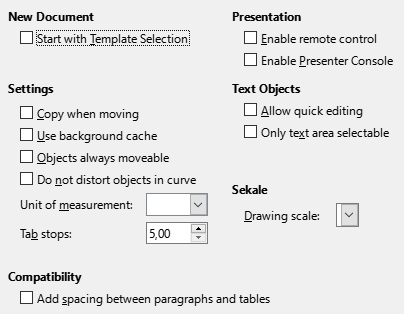 New Document
Start with Template Selection
Presentation
Enable remote control
Enable Presenter Console
Settings
Copy when moving
Use background cache
Objects always moveable
Do not distort objects in curve
Unit of measurement:
Tab stops: 5,00
Text Objects
Allow quick editing
Only text area selectable
Sekale
Drawing scale:
Compatibility
Add spacing between paragraphs and tables